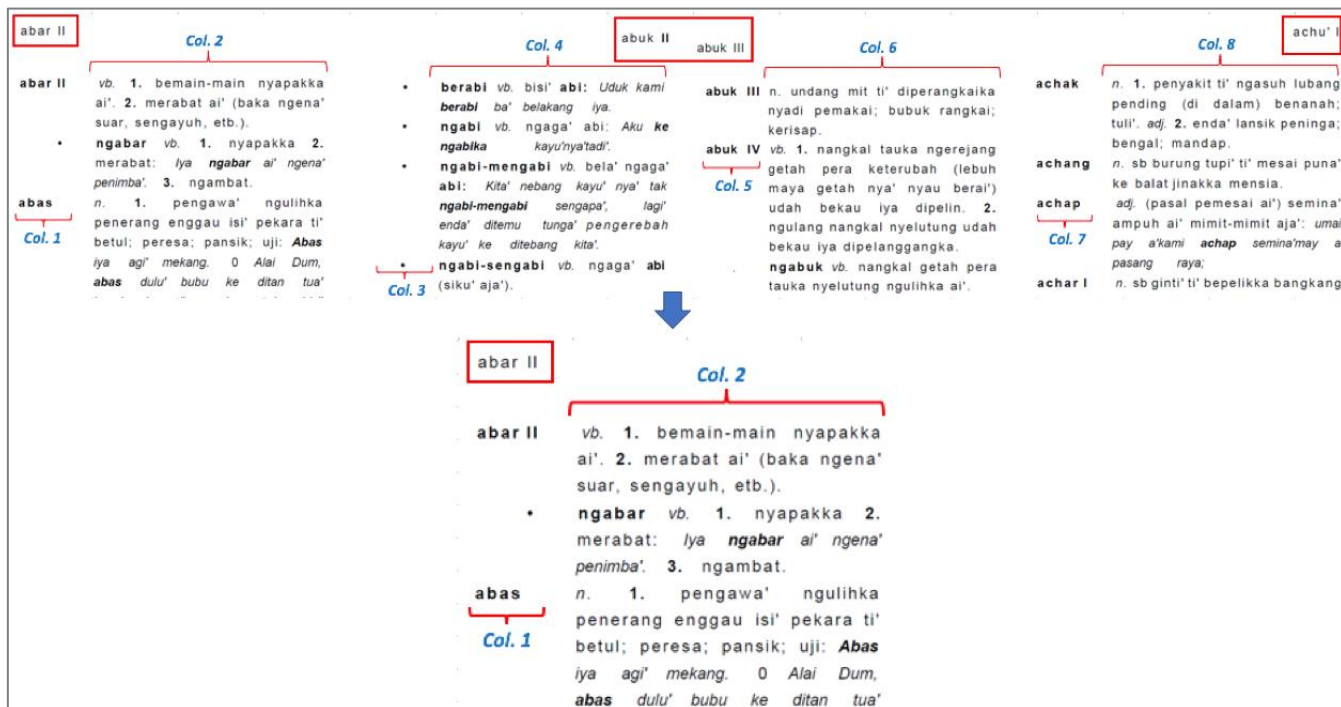 abar II
Col. 2
abar II vb. 1. bemain-main nyapakka
ai'. 2. merabat ai' (baka ngena'
suar, sengayuh, etb.).
• ngabar vb. 1. nyapakka 2.
merabat: Iya ngabar ai' ngena'
penimba'. 3. ngambat.
abas n. 1. pengawa' ngulihka
penerang enggau isi' pekara ti'
betul; peresa; pansik; uji: Abas
iya agi' mekang. 0 Alai Dum,
abas dulu' bubu ke ditan tua'
Col. 1
Col. 4
abuk II
• berabi vb. bisi' abi: Uduk kami
berabi ba' belakang iya.
• ngabi vb. ngaga' abi: Aku ke
ngabika kayu'nya'tadi'.
• ngabi-mengabi vb. bela' ngaga'
abi: Kita' nebang kayu' nya' tak
ngabi-mengabi sengapa', lagi'
enda' ditemu tunga' pengerebah
kayu' ke ditebang kita'.
• ngabi-sengabi vb. ngaga' abi
(siku' aja').
Col. 3
abuk III
Col. 6
abuk III n. undang mit ti' diperangkaika
nyadi pemakai; bubuk rangkai;
kerisap.
abuk IV vb. 1. nangkal tauka ngerejang
getah pera keterubah (lebuh
maya getah nya' nyau berai')
udah bekau iya dipelin. 2.
ngulang nangkal nyelutung udah
bekau iya dipelanggangka.
ngabuk vb. nangkal getah pera
tauka nyelutung ngulihka ai'.
Col. 5
achu' I
Col. 8
achak n. 1. penyakit ti' ngasuh lubang
pending (di dalam) benanah;
tuli'. adj. 2. enda' lansik peninga;
bengal; mandap.
achang n. sb burung tupi' ti' mesai puna'
ke balat jinakka mensia.
achap adj. (pasal pemesai ai') semina'
ampuh ai' mimit-mimit aja': umai
pay a'kami achap semina'may a
pasang raya;
achar I n. sb ginti' ti' bepelikka bangkang
Col. 7
abar II
Col. 2
abar II vb. 1. bemain-main nyapakka
ai'. 2. merabat ai' (baka ngena'
suar, sengayuh, etb.).
• ngabar vb. 1. nyapakka 2.
merabat: Iya ngabar ai' ngena'
penimba'. 3. ngambat.
abas n. 1. pengawa' ngulihka
penerang enggau isi' pekara ti'
betul; peresa; pansik; uji: Abas
iya agi' mekang. 0 Alai Dum,
abas dulu' bubu ke ditan tua'
Col. 1